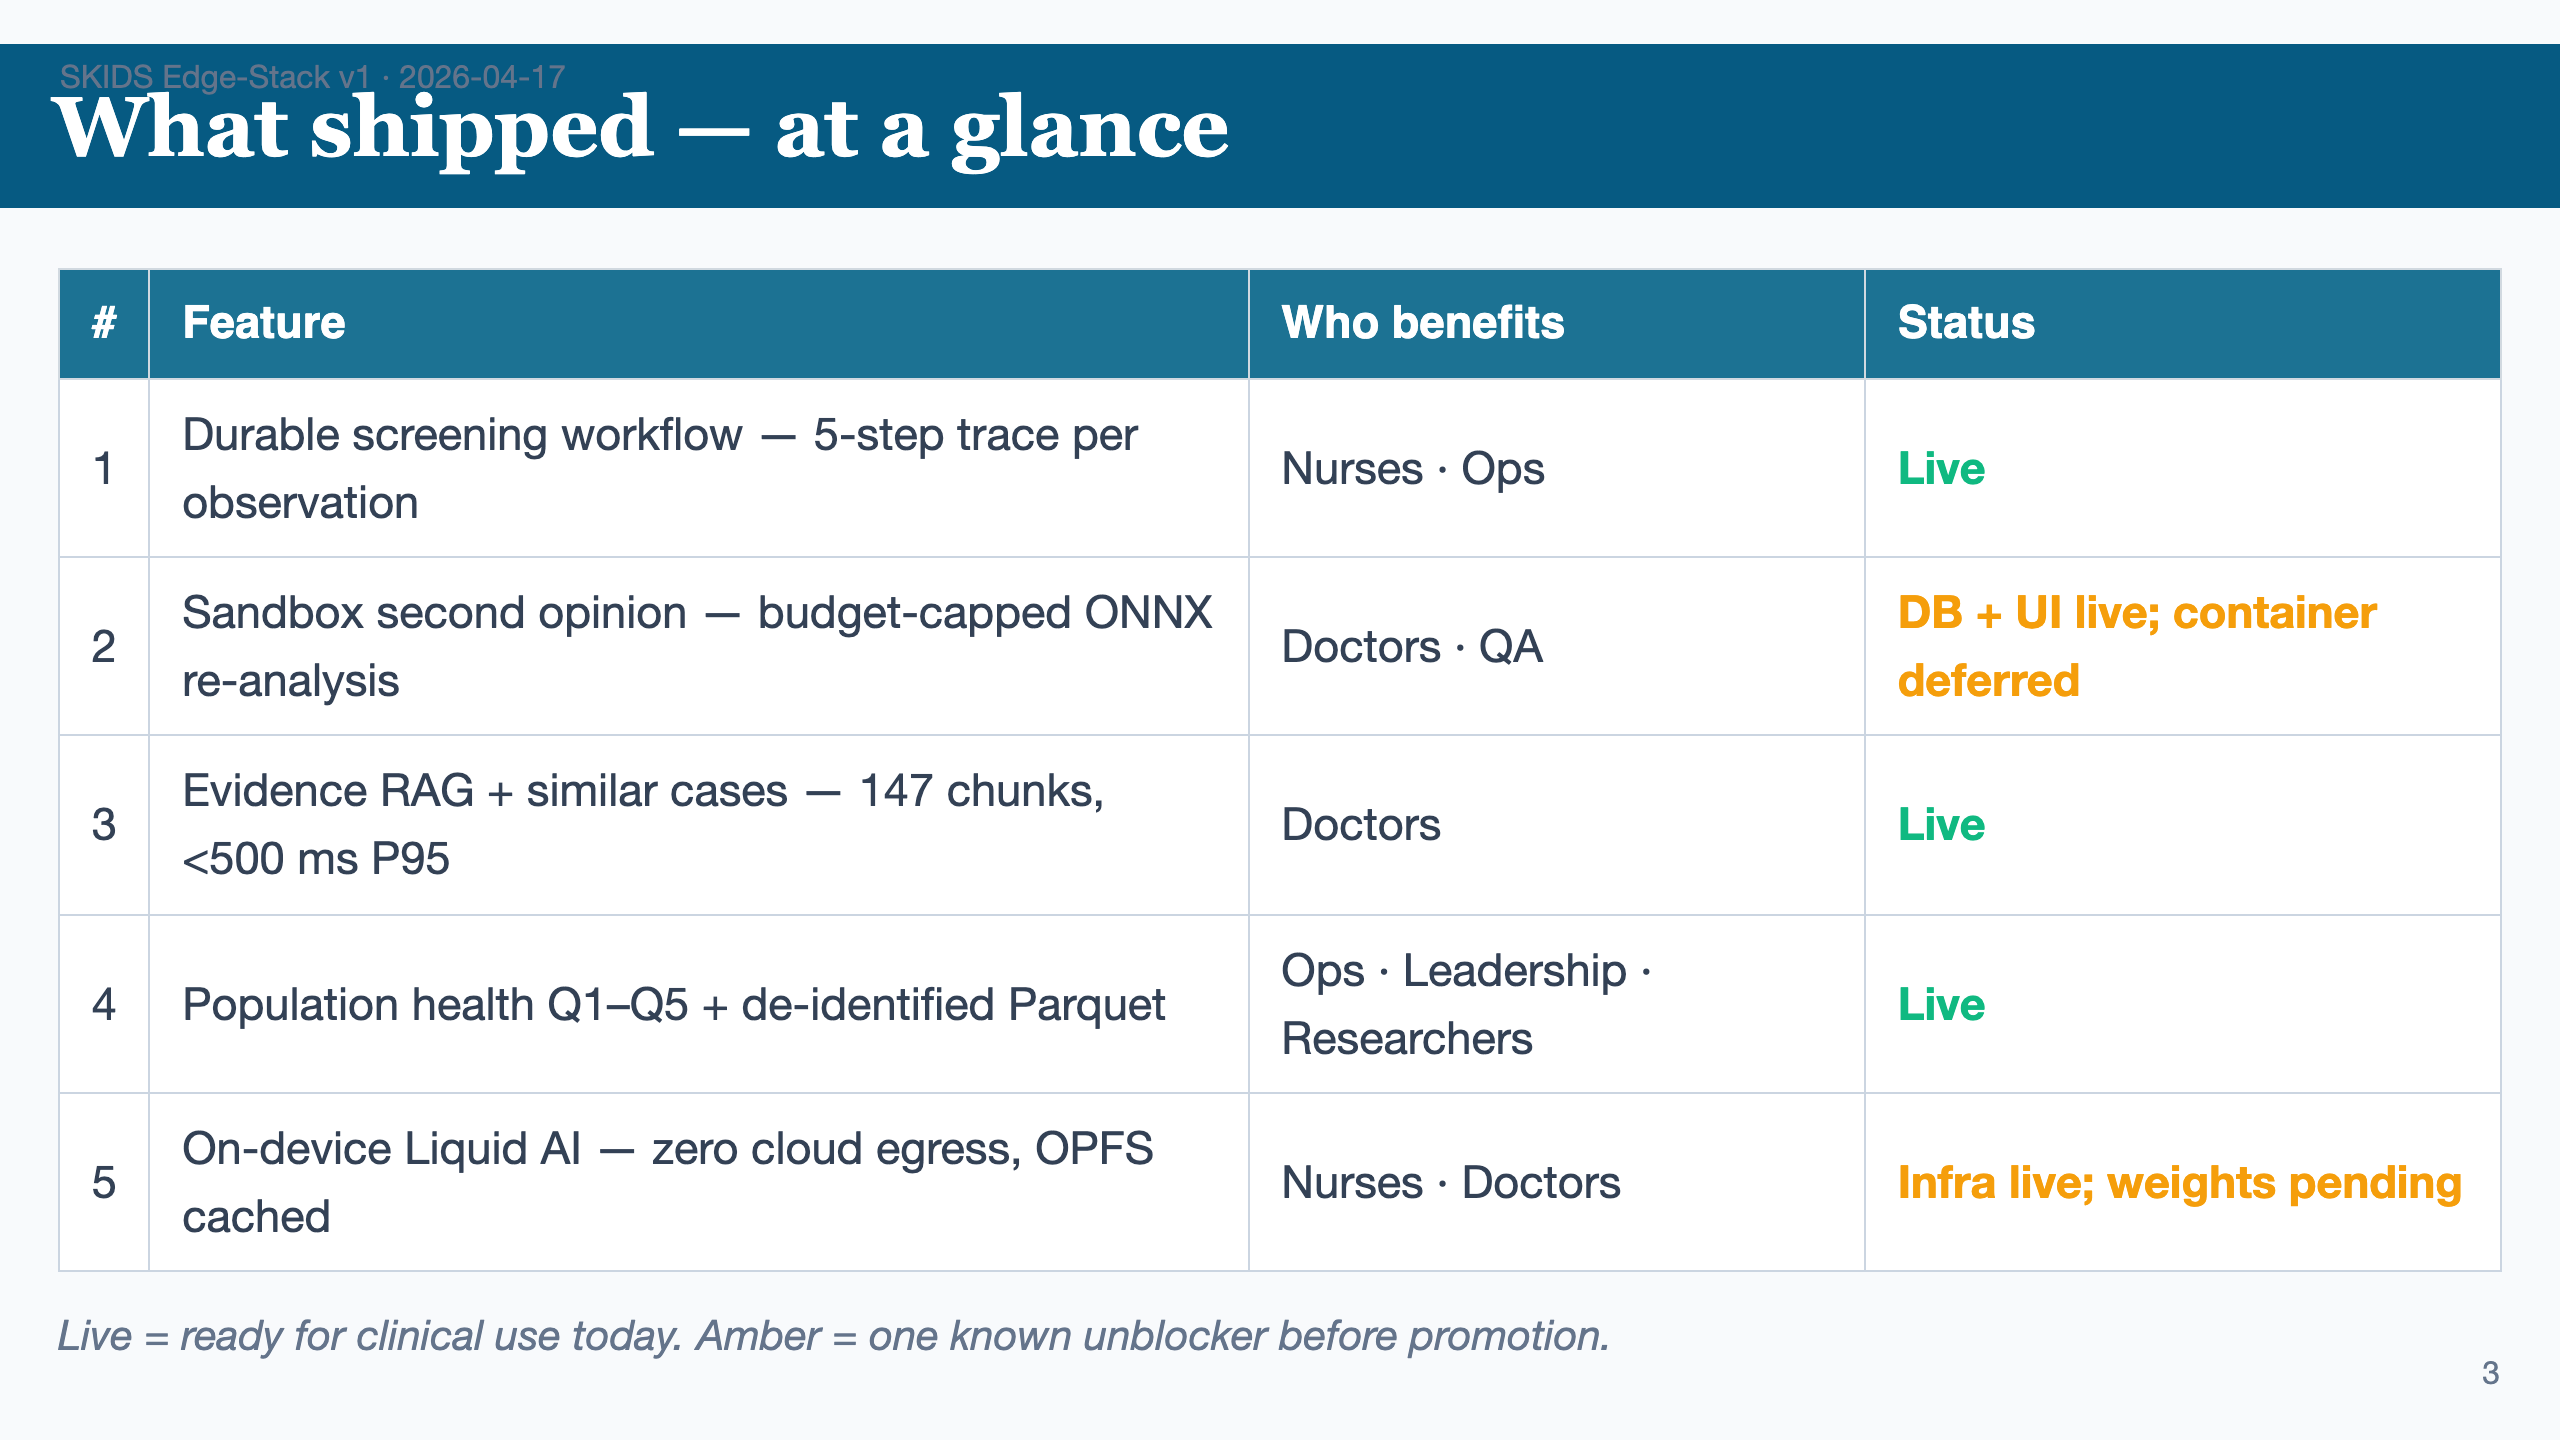 SKIDS Edge-Stack v1 · 2026-04-17
What shipped — at a glance
# Feature Who benefits Status
1 Durable screening workflow — 5-step trace per
observation Nurses · Ops Live
2 Sandbox second opinion — budget-capped ONNX
re-analysis Doctors · QA DB + UI live; container
deferred
3 Evidence RAG + similar cases — 147 chunks,
<500 ms P95 Doctors Live
4 Population health Q1–Q5 + de-identified Parquet Ops · Leadership ·
Researchers Live
5 On-device Liquid AI — zero cloud egress, OPFS
cached Nurses · Doctors Infra live; weights pending
Live = ready for clinical use today. Amber = one known unblocker before promotion.
3